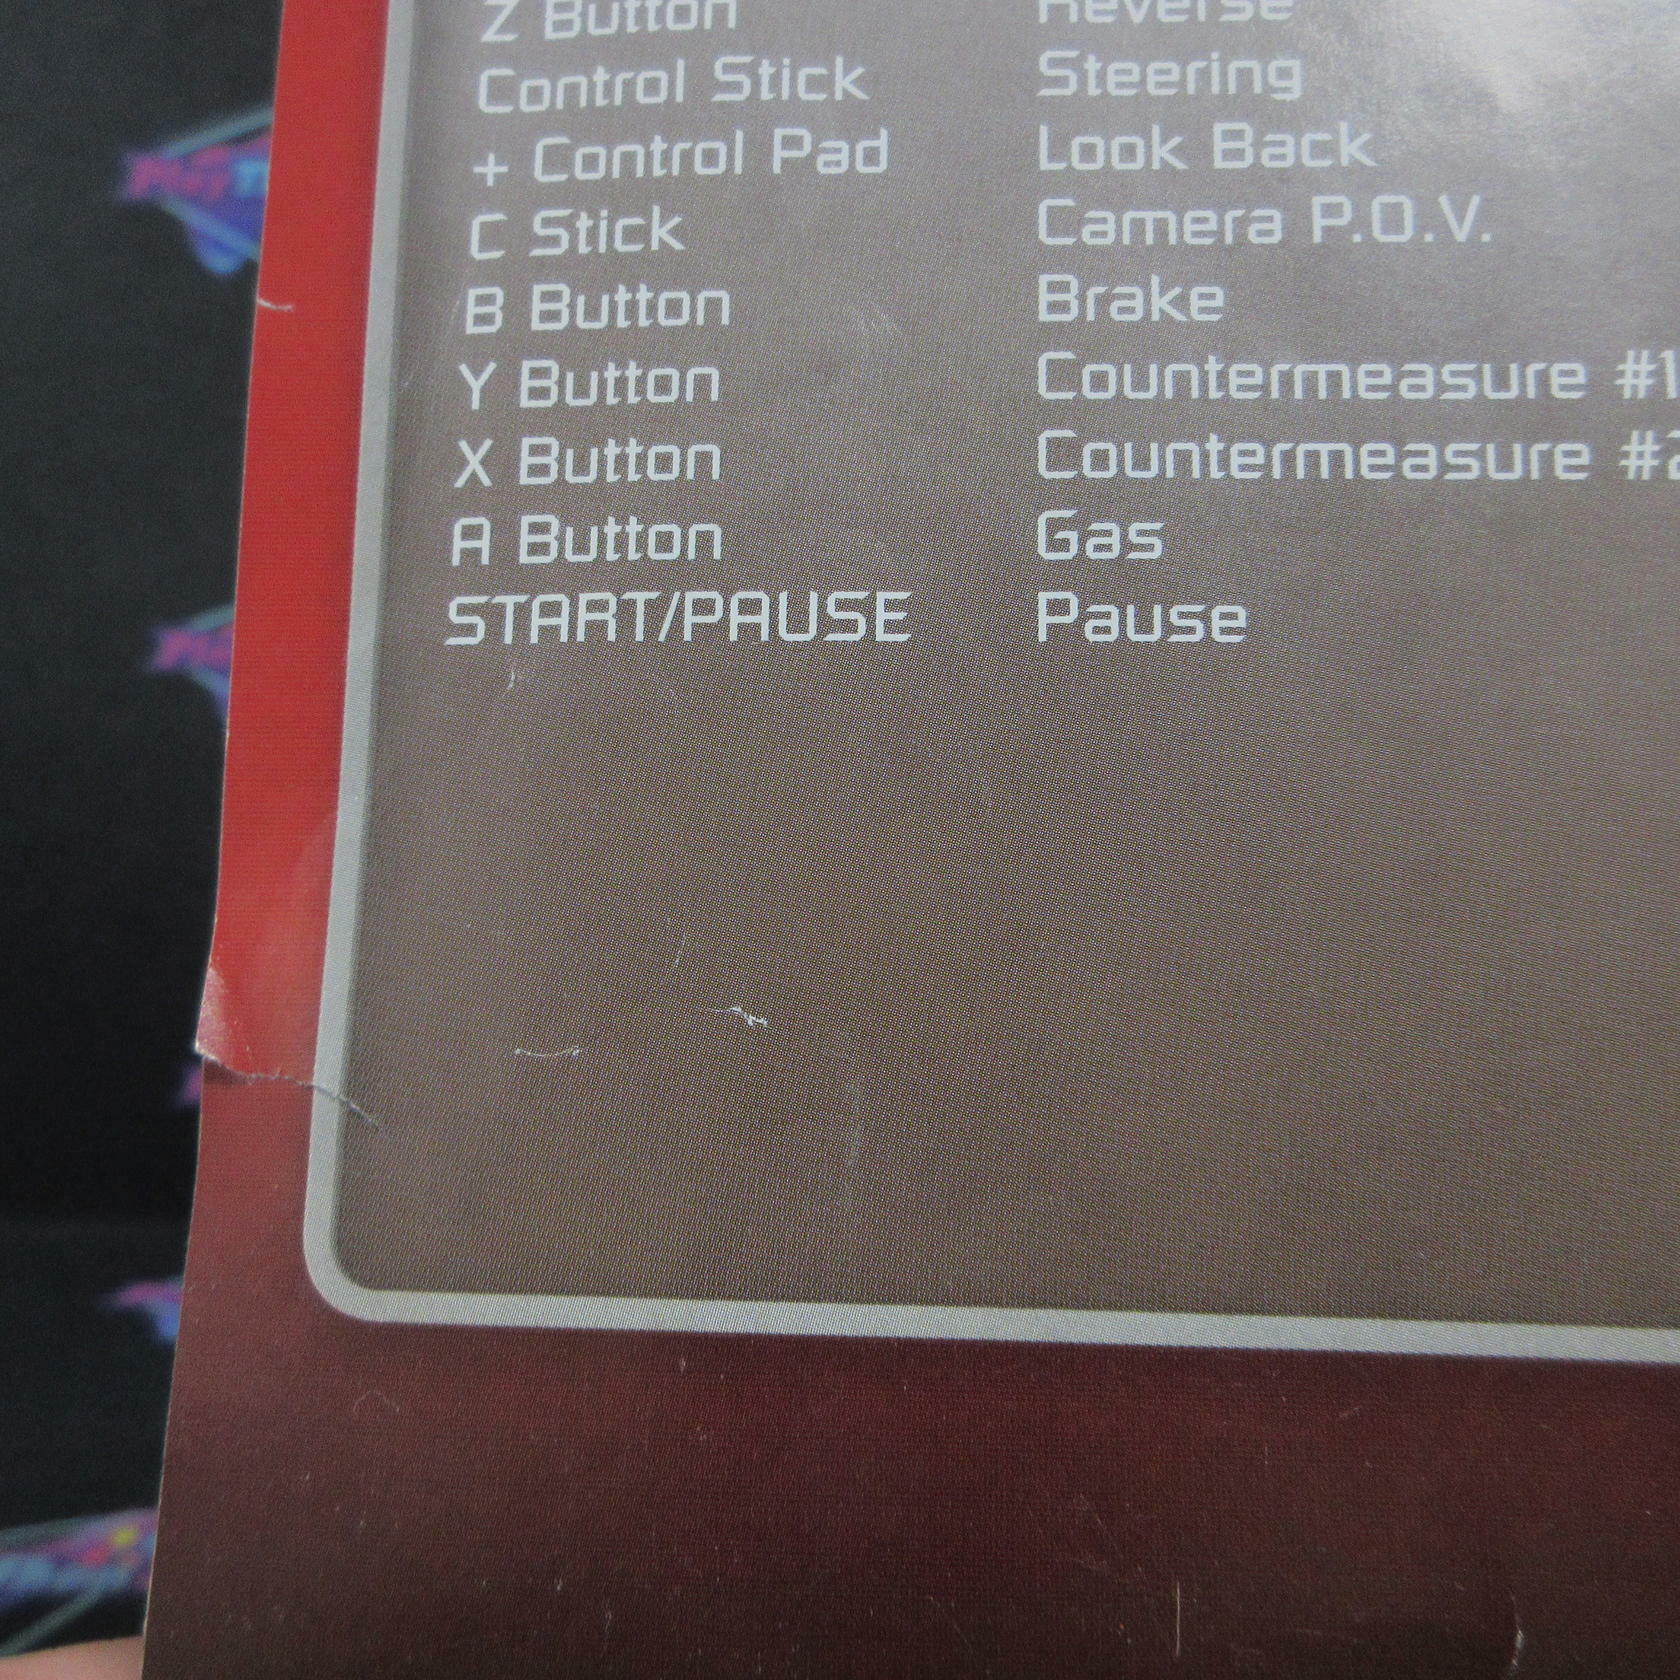 Z Button Reverse
Control Stick Steering
+ Control Pad Look Back
C Stick Camera P.O.V.
B Button Brake
Y Button Countermeasure #1
X Button Countermeasure #2
A Button Gas
START/PAUSE Pause